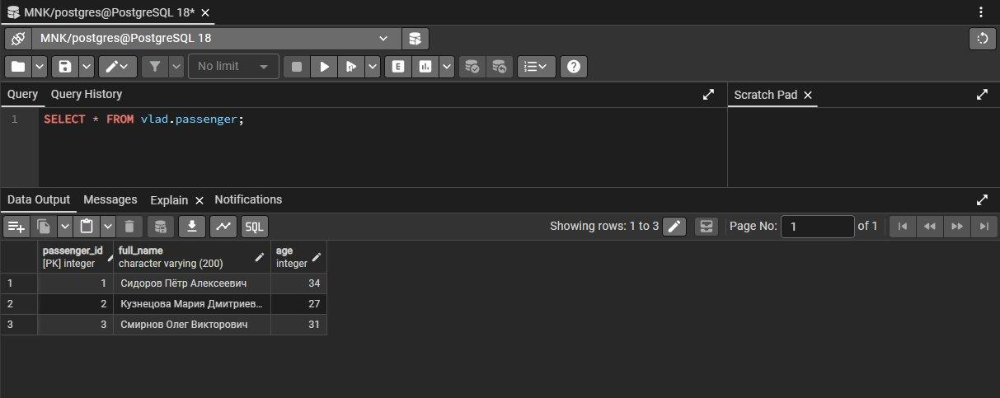 MNK/postgres@PostgreSQL 18*
MNK/postgres@PostgreSQL 18
No limit
E
Query Query History
Scratch Pad
1 SELECT * FROM vlad.passenger;
Data Output Messages Explain Notifications
SQL Showing rows: 1 to 3 Page No: 1 of 1
passenger_id full_name age
[PK] integer character varying (200) integer
1 1 Сидоров Пётр Алексеевич 34
2 2 Кузнецова Мария Дмитриев... 27
3 3 Смирнов Олег Викторович 31